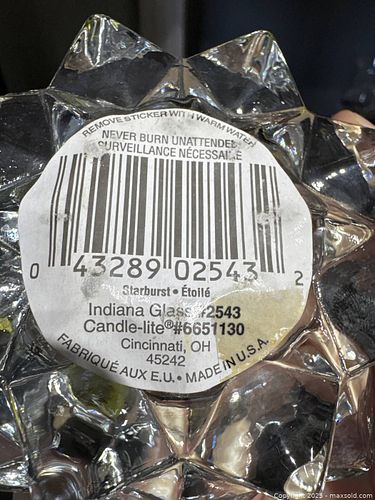 REMOVE STICKER WITH WARM WATER
NEVER BURN UNATTENDED
SURVEILLANCE NÉCESSAIRE
0 43289 02543 2
Starburst • Étoilé
Indiana Glass #2543
Candle-lite® #6651130
Cincinnati, OH
45242
FABRIQUÉ AUX E.U. • MADE IN U.S.A.
Copyright 2023 - maxsold.com